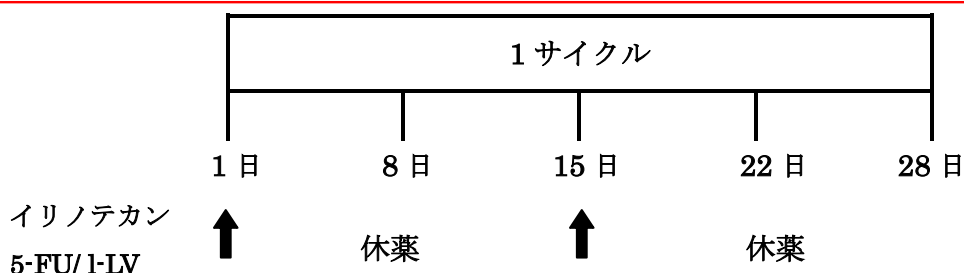 1 サイクル
1 日 8 日 15 日 22 日 28 日
イリノテカン
休薬 休薬
5-FU/ l-LV